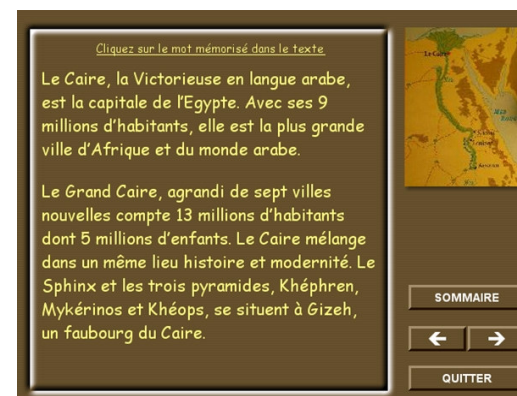 Cliquez sur le mot mémorisé dans le texte
Le Caire, la Victorieuse en langue arabe,
est la capitale de l'Egypte. Avec ses 9
millions d'habitants, elle est la plus grande
ville d'Afrique et du monde arabe.
Le Grand Caire, agrandi de sept villes
nouvelles compte 13 millions d'habitants
dont 5 millions d'enfants. Le Caire mélange
dans un même lieu histoire et modernité. Le
Sphinx et les trois pyramides, Khéphren,
Mykérinos et Khéops, se situent à Gizeh,
un faubourg du Caire.
Le Caire
SOMMAIRE
QUITTER